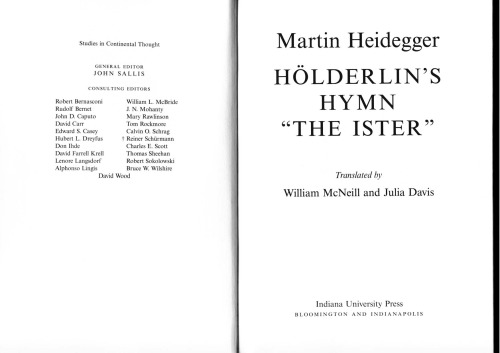 Studies in Continental Thought
GENERAL EDITOR
JOHN SALLIS
CONSULTING EDITORS
Robert Bernasconi
Rudolf Bernet
John D. Caputo
David Carr
Edward S. Casey
Hubert L. Dreyfus
Don Ihde
David Farrell Krell
Lenore Langsdorf
Alphonso Lingis
William L. McBride
J. N. Mohanty
Mary Rawlinson
Tom Rockmore
Calvin O. Schrag
† Reiner Schürmann
Charles E. Scott
Thomas Sheehan
Robert Sokolowski
Bruce W. Wilshire
David Wood
Martin Heidegger
HÖLDERLIN'S
HYMN
“THE ISTER”
Translated by
William McNeill and Julia Davis
Indiana University Press
BLOOMINGTON AND INDIANAPOLIS